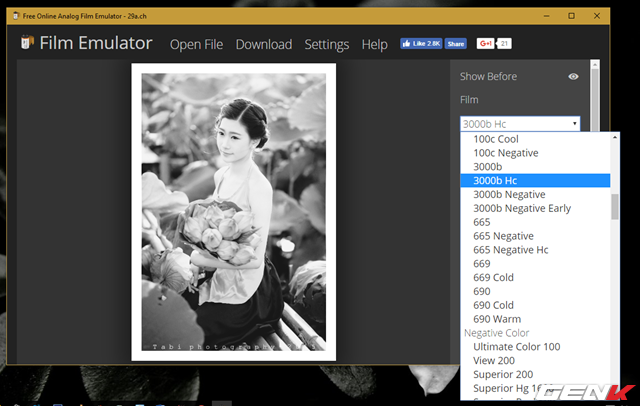 Free Online Analog Film Emulator - 29a.ch
Film Emulator Open File Download Settings Help Like 2.8K Share G+1 21
Show Before
Film
3000b Hc
100c Cool
100c Negative
3000b
3000b Hc
3000b Negative
3000b Negative Early
665
665 Negative
665 Negative Hc
669
669 Cold
690
690 Cold
690 Warm
Negative Color
Ultimate Color 100
View 200
Superior 200
Superior Hg
GENK
Tabi photography